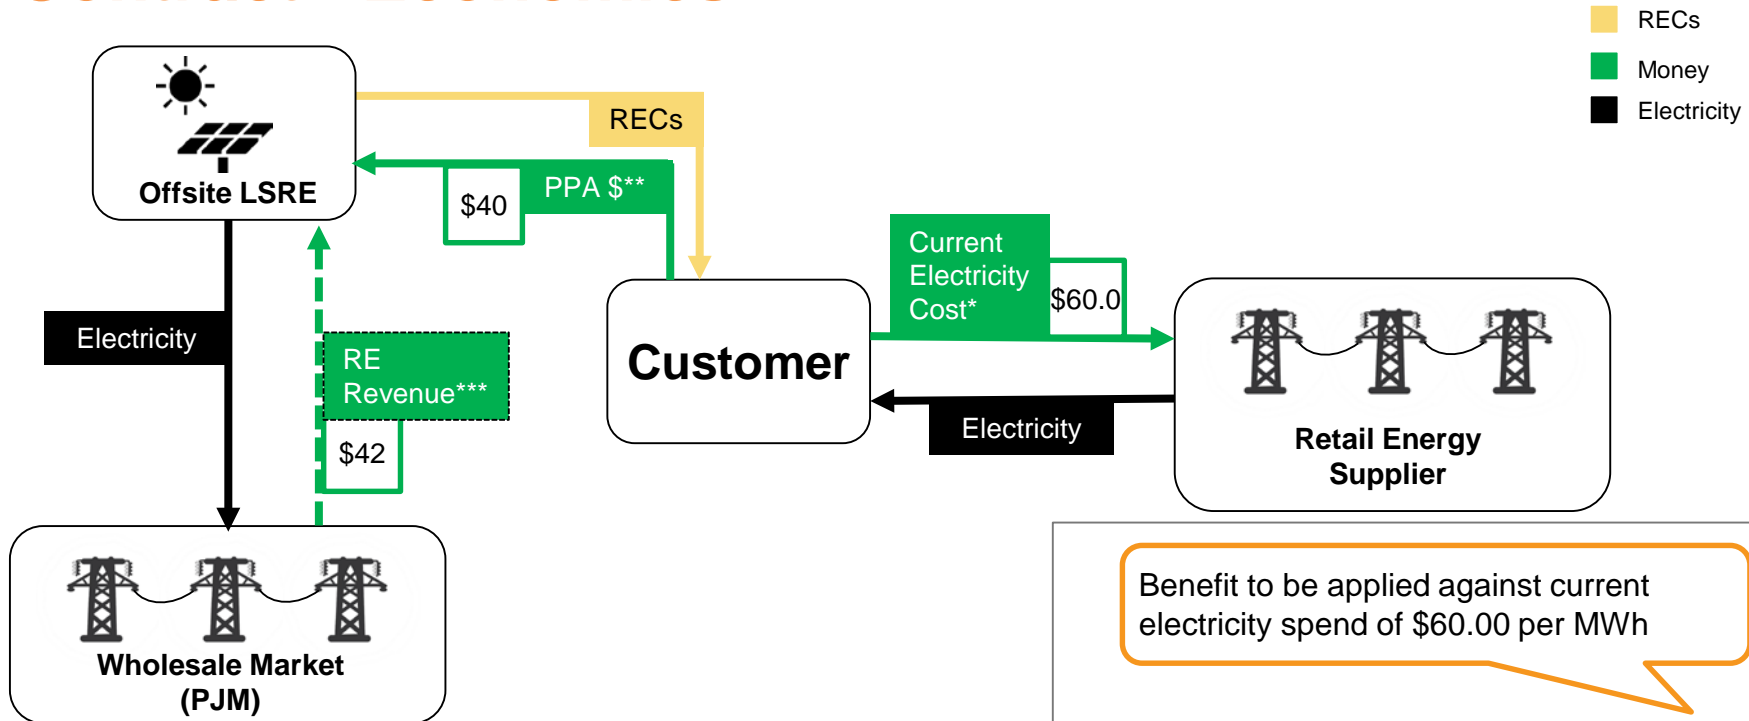 RECs
Money
Electricity
Offsite LSRE
RECs
PPA $**
$40
Current
Electricity
Cost*
$60.0
Electricity
RE
Revenue***
$42
Customer
Electricity
Retail Energy
Supplier
Wholesale Market
(PJM)
Benefit to be applied against current
electricity spend of $60.00 per MWh